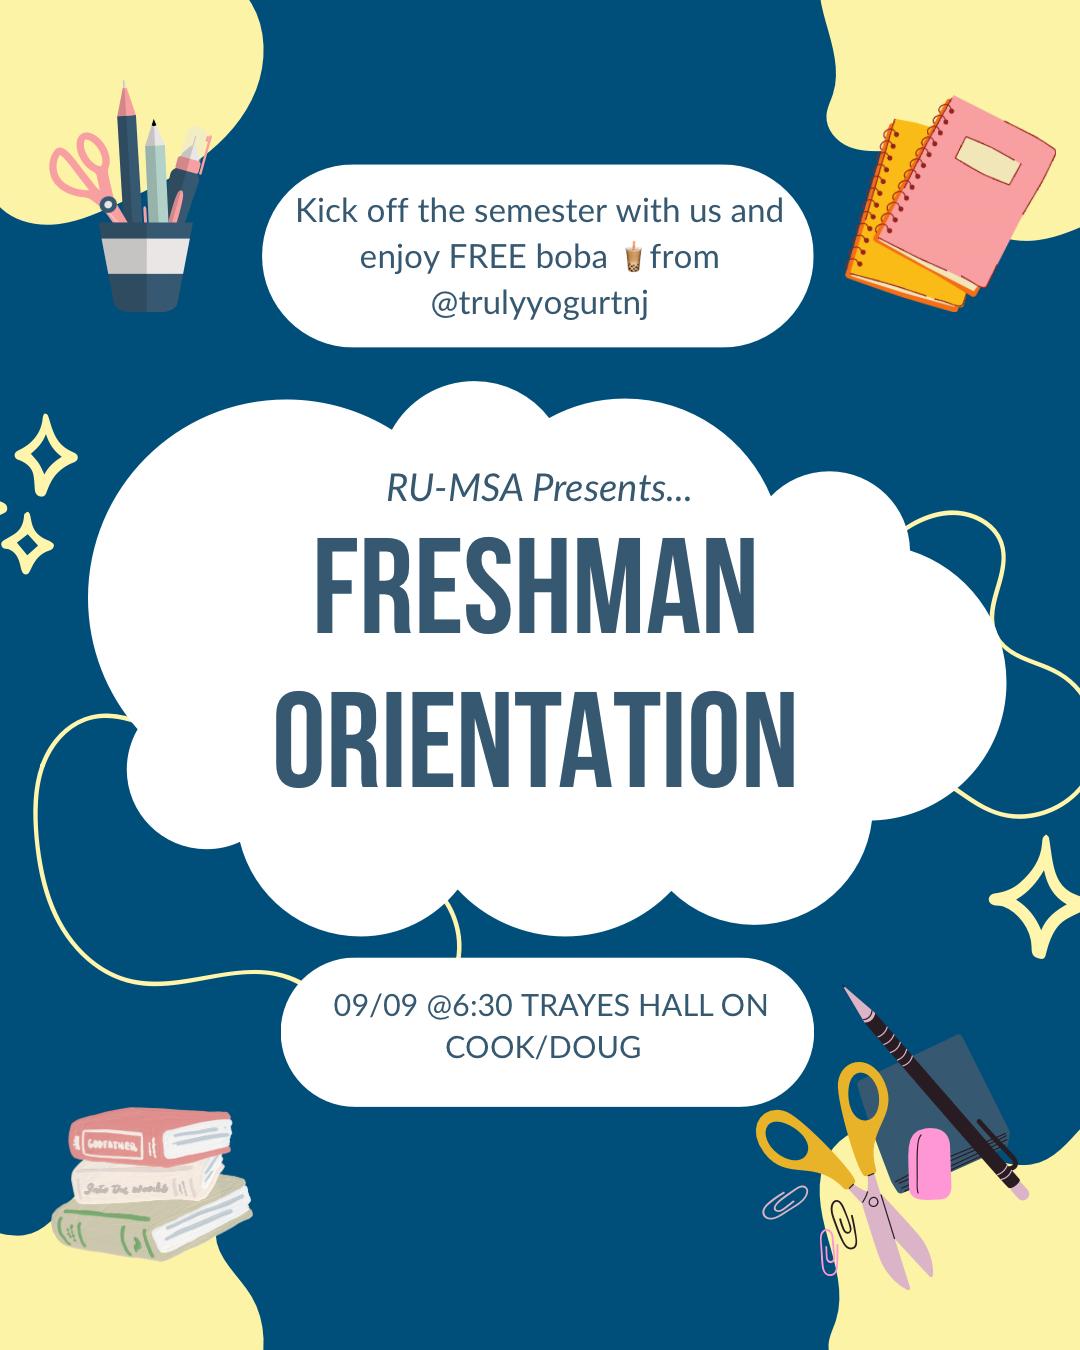 Kick off the semester with us and
enjoy FREE boba 🧋from
@trulyyogurtnj
RU-MSA Presents...
FRESHMAN
ORIENTATION
09/09 @6:30 TRAYES HALL ON
COOK/DOUG
GODFATHER
Into the woods